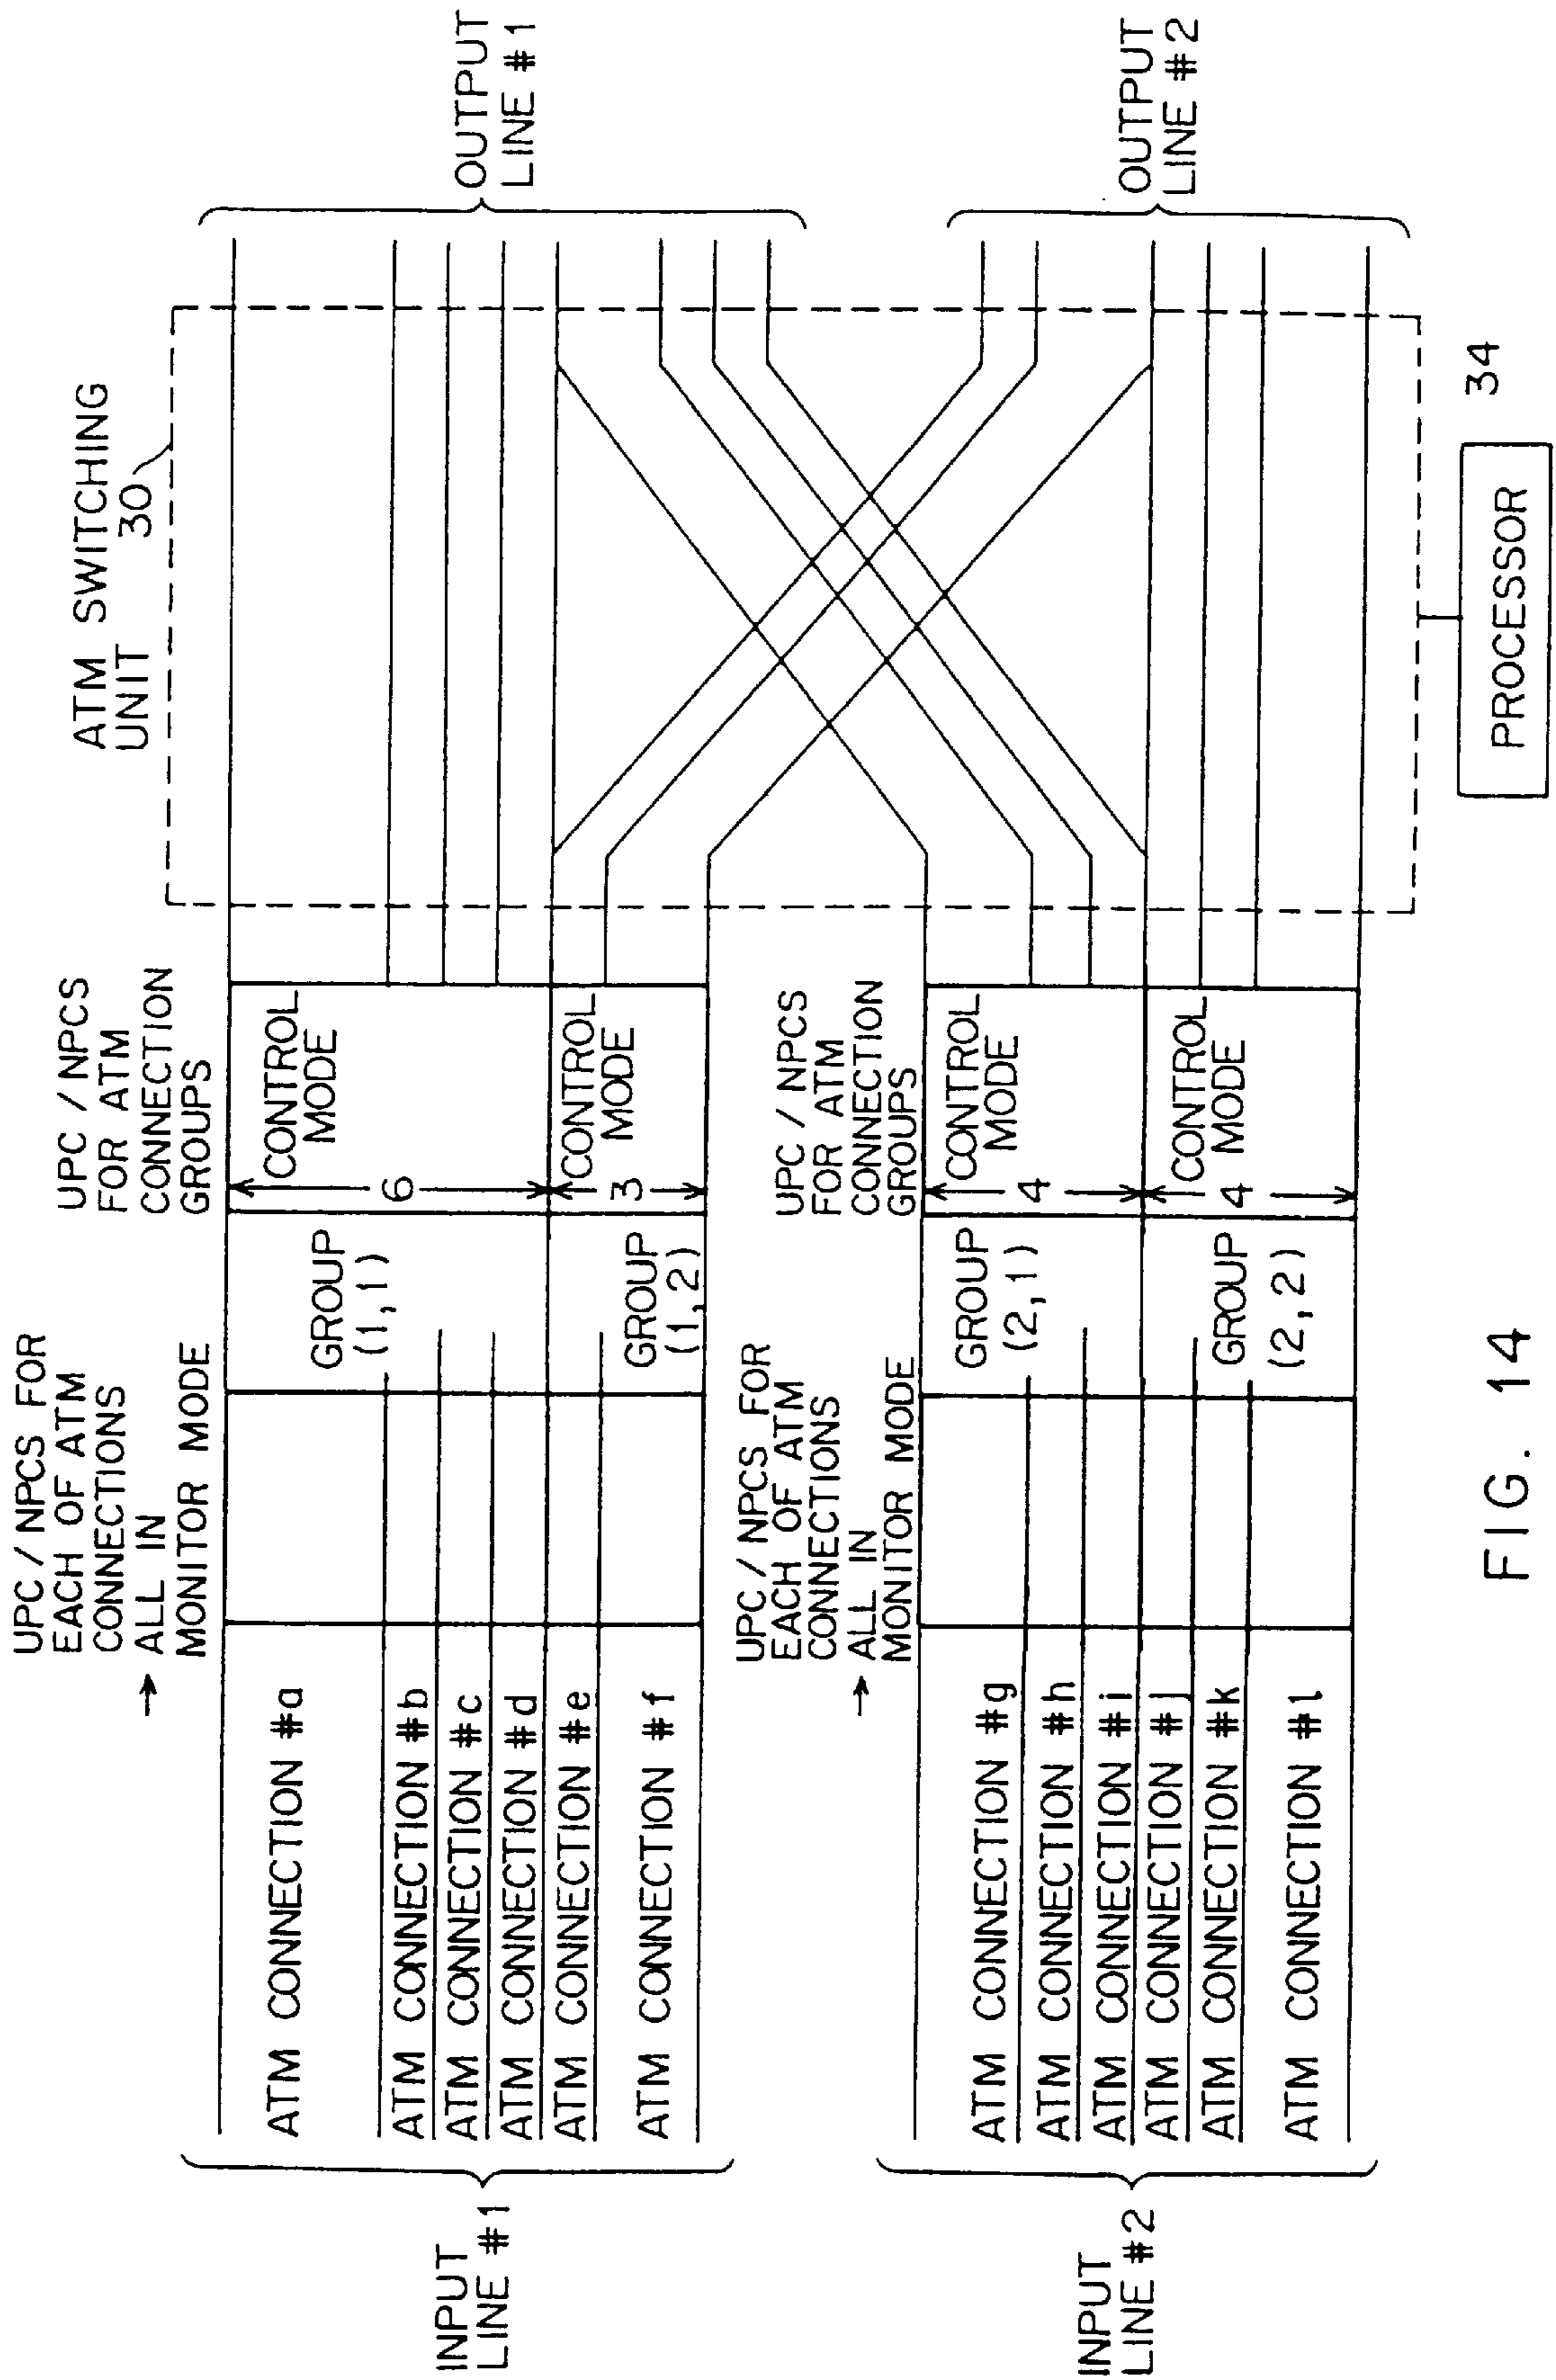 UPC / NPCS FOR
EACH OF ATM
CONNECTIONS
→ ALL IN
MONITOR MODE
UPC / NPCS
FOR ATM
CONNECTION
GROUPS
ATM SWITCHING
UNIT
30
INPUT
LINE #1
ATM CONNECTION #a
ATM CONNECTION #b
ATM CONNECTION #c
ATM CONNECTION #d
ATM CONNECTION #e
ATM CONNECTION #f
GROUP
(1,1)
GROUP
(1,2)
6
3
CONTROL
MODE
CONTROL
MODE
OUTPUT
LINE #1
UPC / NPCS FOR
EACH OF ATM
CONNECTIONS
→ ALL IN
MONITOR MODE
UPC / NPCS
FOR ATM
CONNECTION
GROUPS
INPUT
LINE #2
ATM CONNECTION #g
ATM CONNECTION #h
ATM CONNECTION #i
ATM CONNECTION #j
ATM CONNECTION #k
ATM CONNECTION #l
GROUP
(2,1)
GROUP
(2,2)
4
4
CONTROL
MODE
CONTROL
MODE
OUTPUT
LINE #2
PROCESSOR
34
FIG. 14